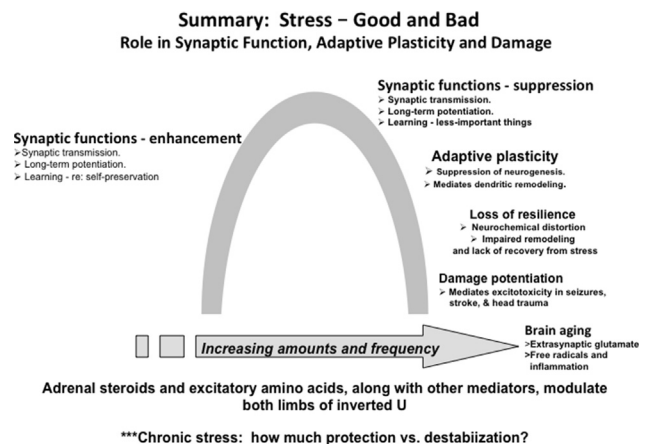 Summary: Stress – Good and Bad
Role in Synaptic Function, Adaptive Plasticity and Damage
Synaptic functions - enhancement
➢Synaptic transmission.
➢ Long-term potentiation.
➢ Learning - re: self-preservation
Synaptic functions - suppression
➢ Synaptic transmission.
➢ Long-term potentiation.
➢ Learning - less-important things
Adaptive plasticity
➢ Suppression of neurogenesis.
➢ Mediates dendritic remodeling.
Loss of resilience
➢ Neurochemical distortion
➢ Impaired remodeling
and lack of recovery from stress
Damage potentiation
➢ Mediates excitotoxicity in seizures,
stroke, & head trauma
Increasing amounts and frequency
Brain aging
>Extrasynaptic glutamate
>Free radicals and
inflammation
Adrenal steroids and excitatory amino acids, along with other mediators, modulate
both limbs of inverted U
***Chronic stress: how much protection vs. destabiization?